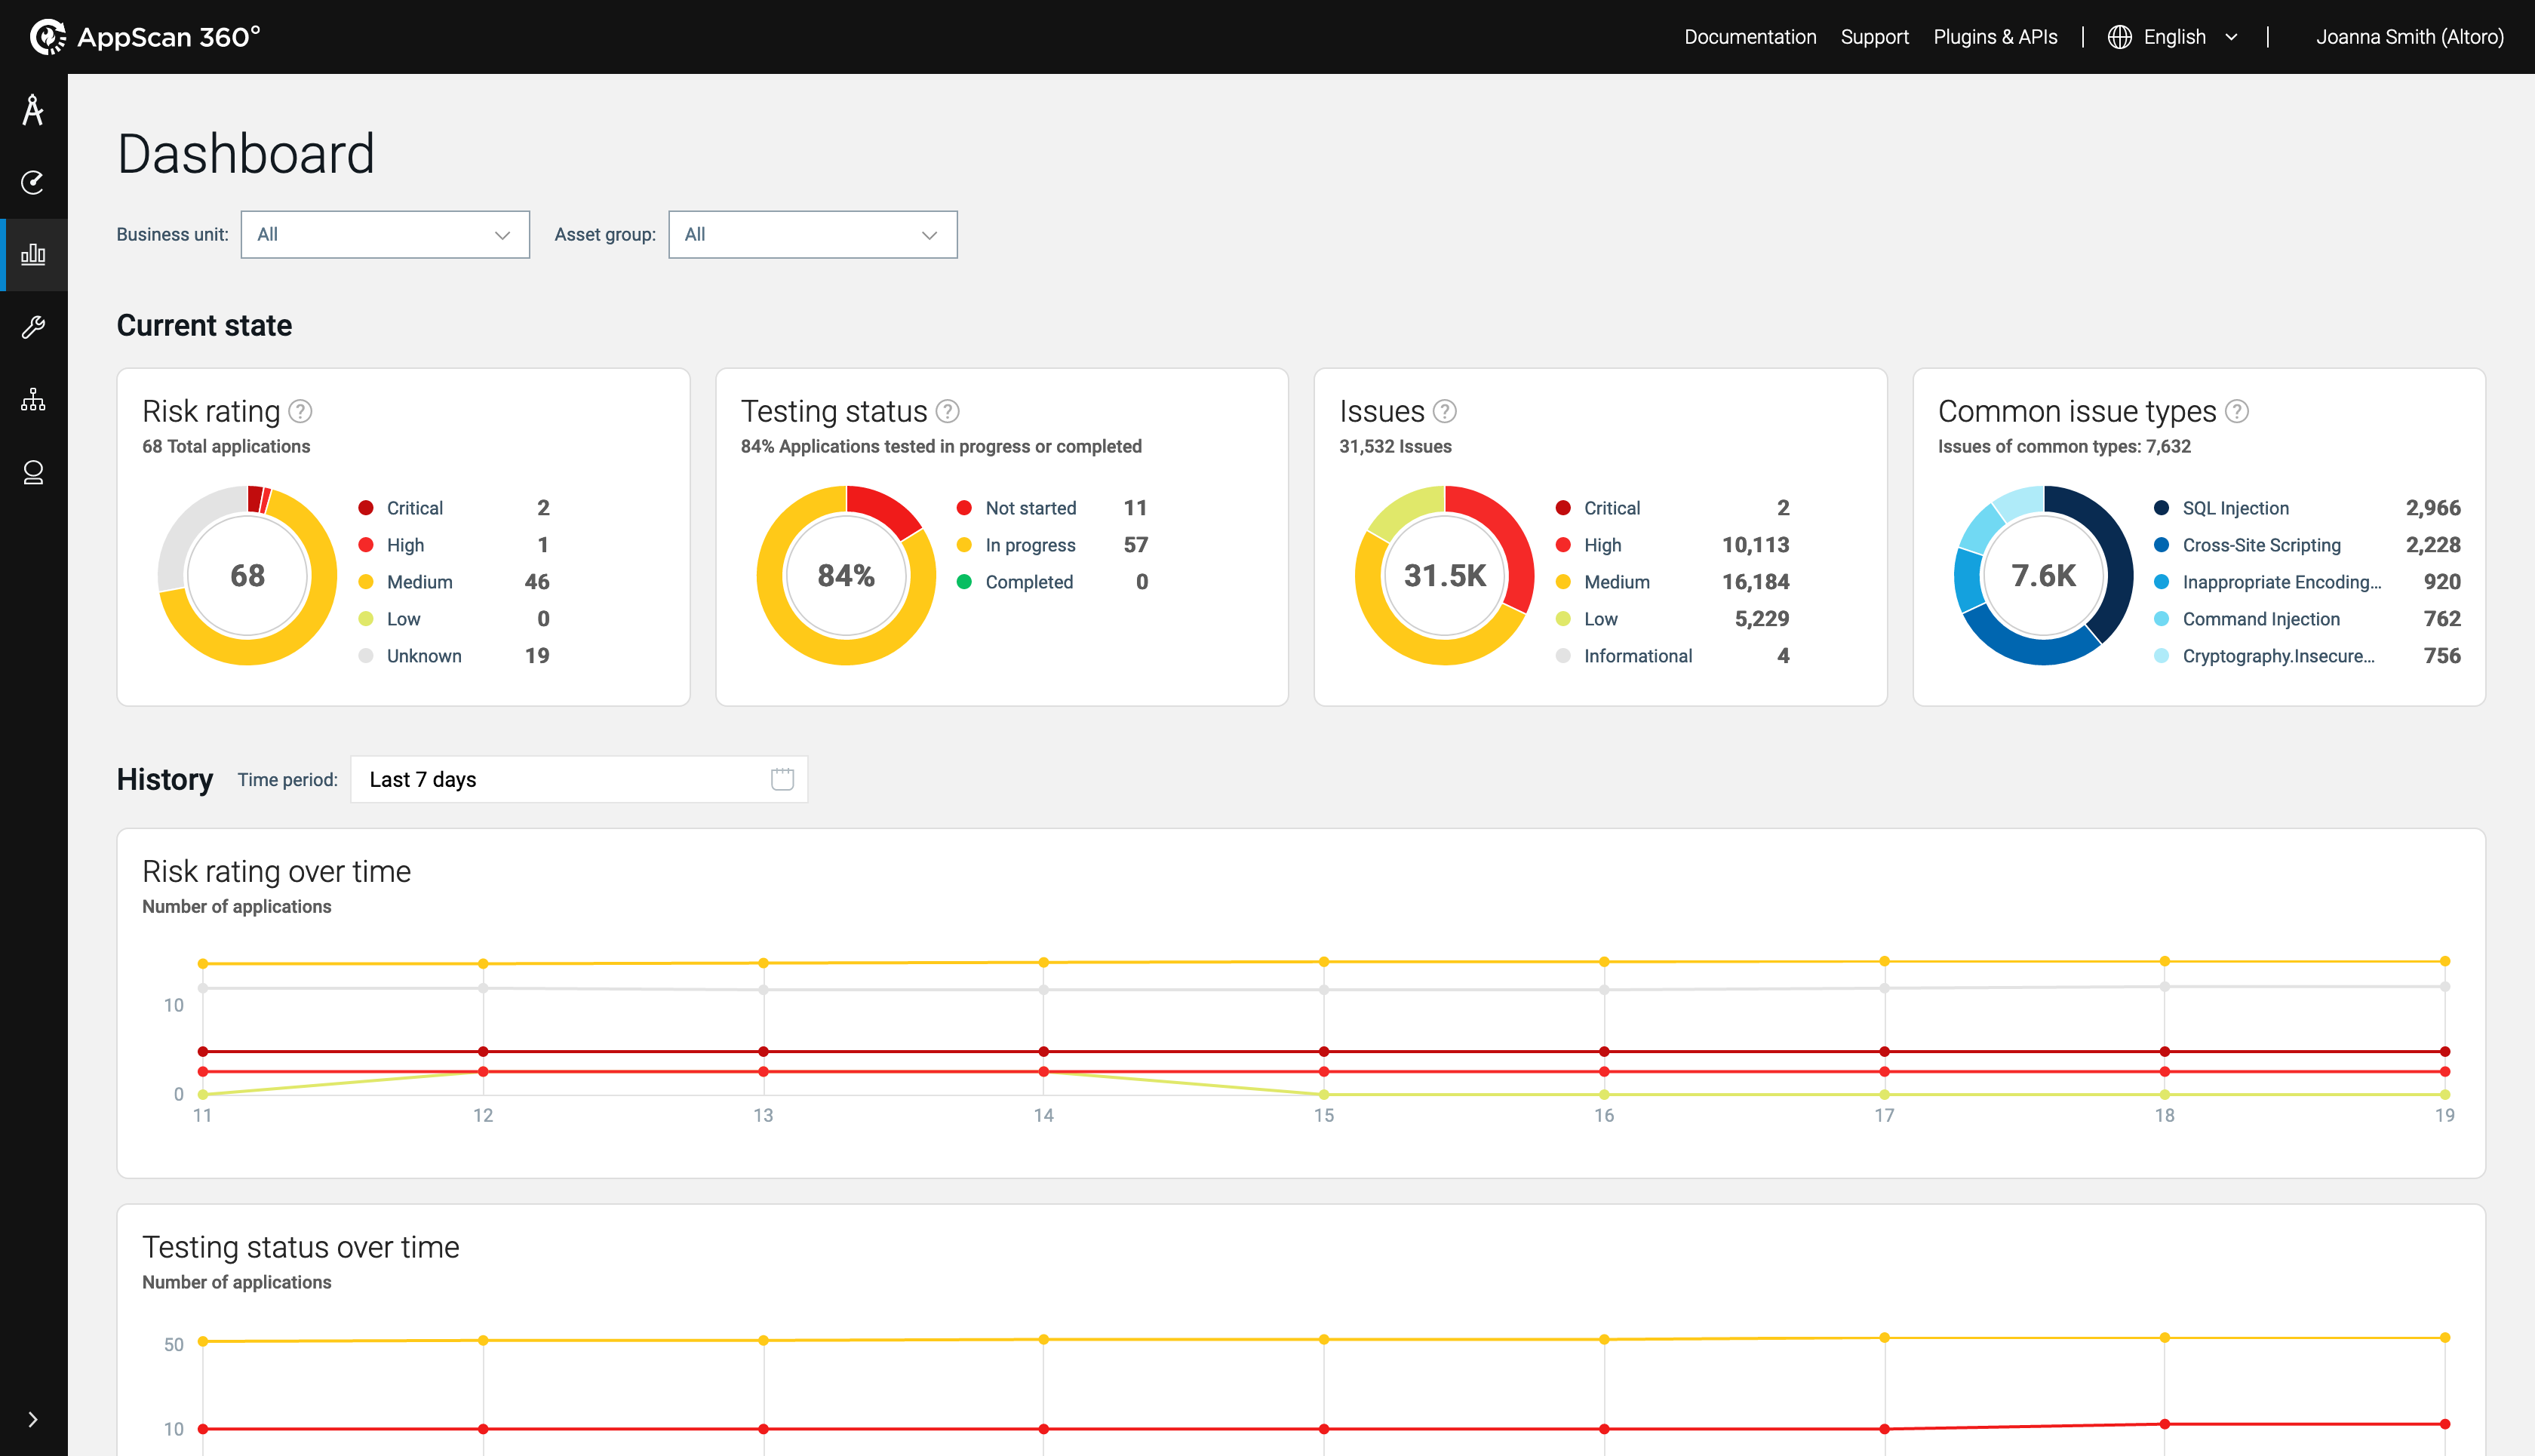 AppScan 360°
Documentation Support Plugins & APIs | English | Joanna Smith (Altoro)
Dashboard
Business unit: All Asset group: All
Current state
Risk rating ?
68 Total applications
68
Critical 2
High 1
Medium 46
Low 0
Unknown 19
Testing status ?
84% Applications tested in progress or completed
84%
Not started 11
In progress 57
Completed 0
Issues ?
31,532 Issues
31.5K
Critical 2
High 10,113
Medium 16,184
Low 5,229
Informational 4
Common issue types ?
Issues of common types: 7,632
7.6K
SQL Injection 2,966
Cross-Site Scripting 2,228
Inappropriate Encoding... 920
Command Injection 762
Cryptography.Insecure... 756
History Time period: Last 7 days
Risk rating over time
Number of applications
10
0
11 12 13 14 15 16 17 18 19
Testing status over time
Number of applications
50
10